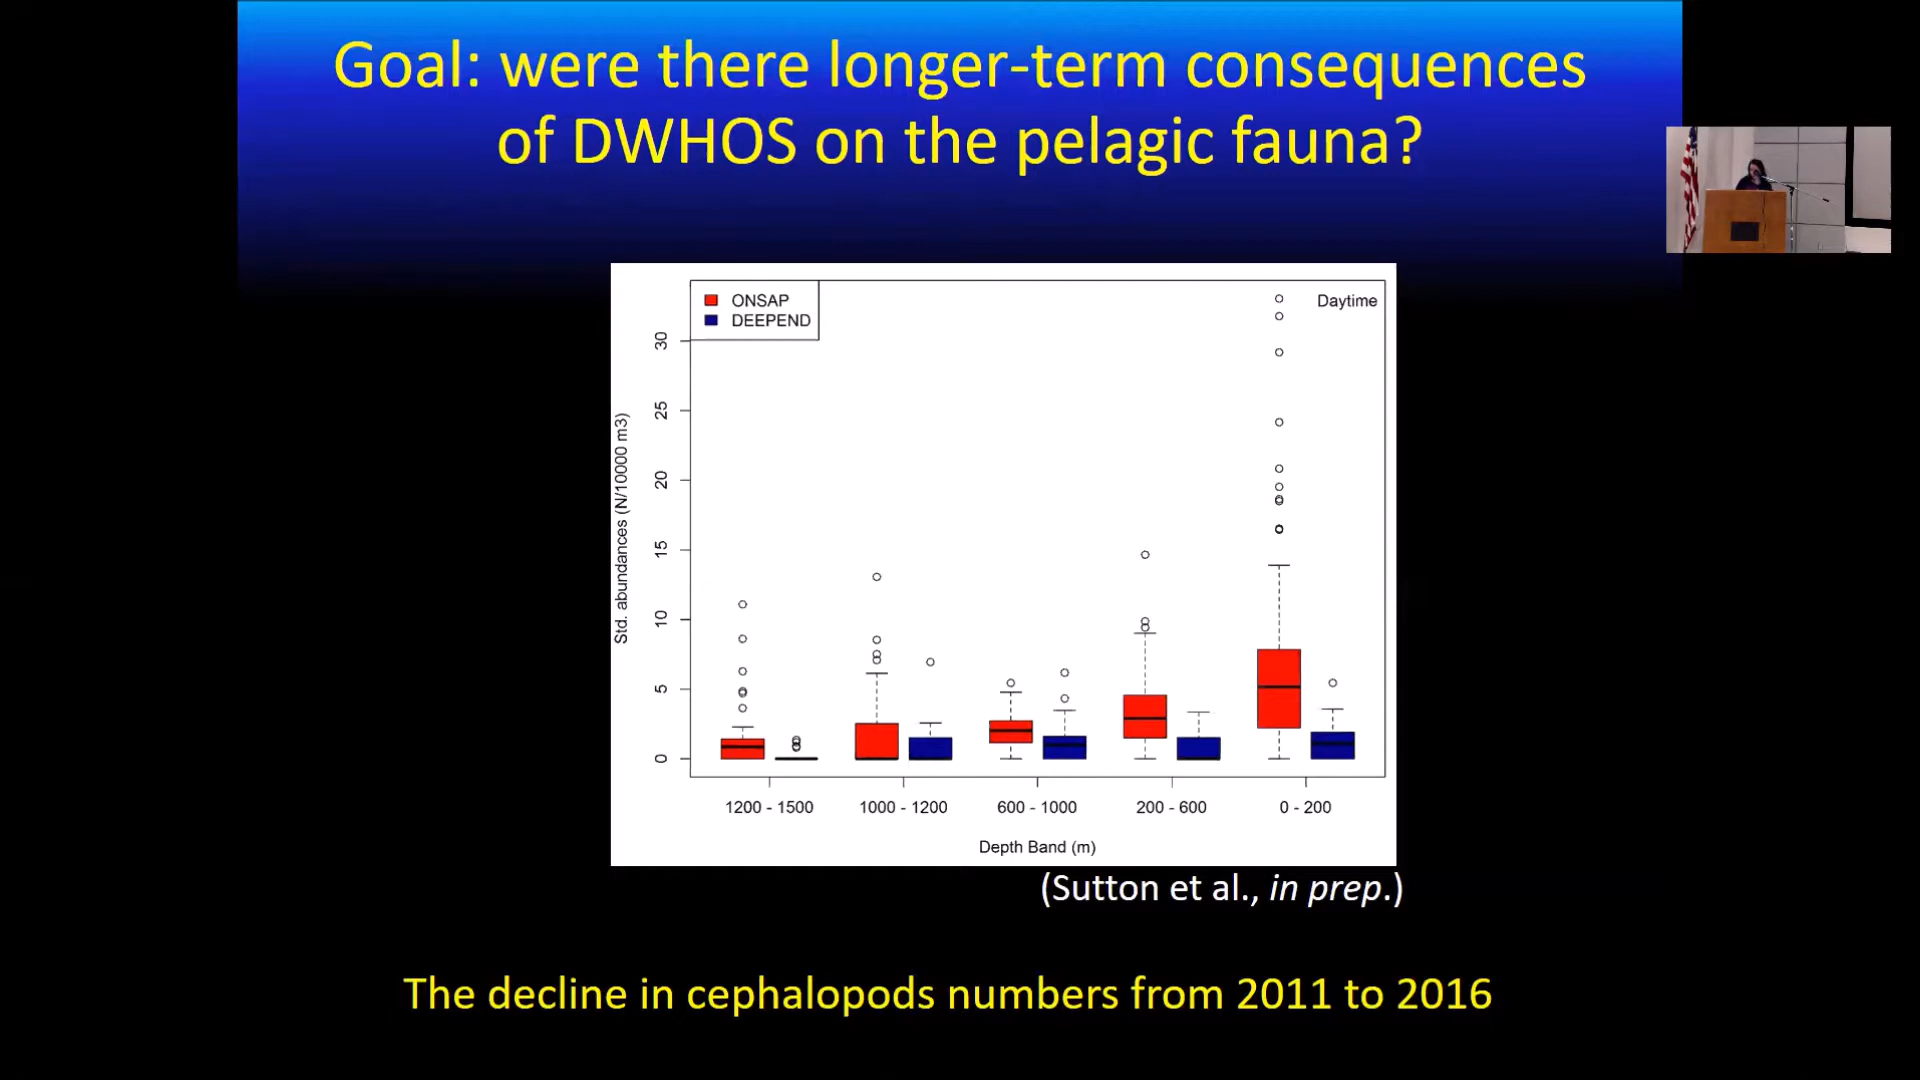 Goal: were there longer-term consequences
of DWHOS on the pelagic fauna?
ONSAP
DEEPEND
Daytime
Std. abundances (N/10000 m3)
30
25
20
15
10
5
0
1200 - 1500
1000 - 1200
600 - 1000
200 - 600
0 - 200
Depth Band (m)
(Sutton et al., in prep.)
The decline in cephalopods numbers from 2011 to 2016